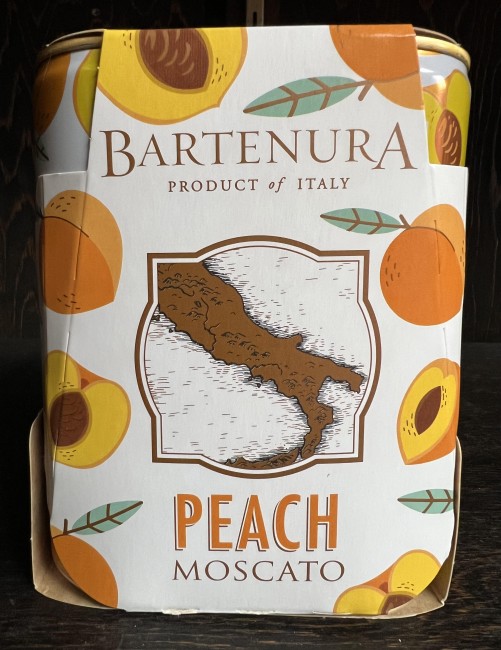 BARTENURA
PRODUCT of ITALY
PEACH
MOSCATO